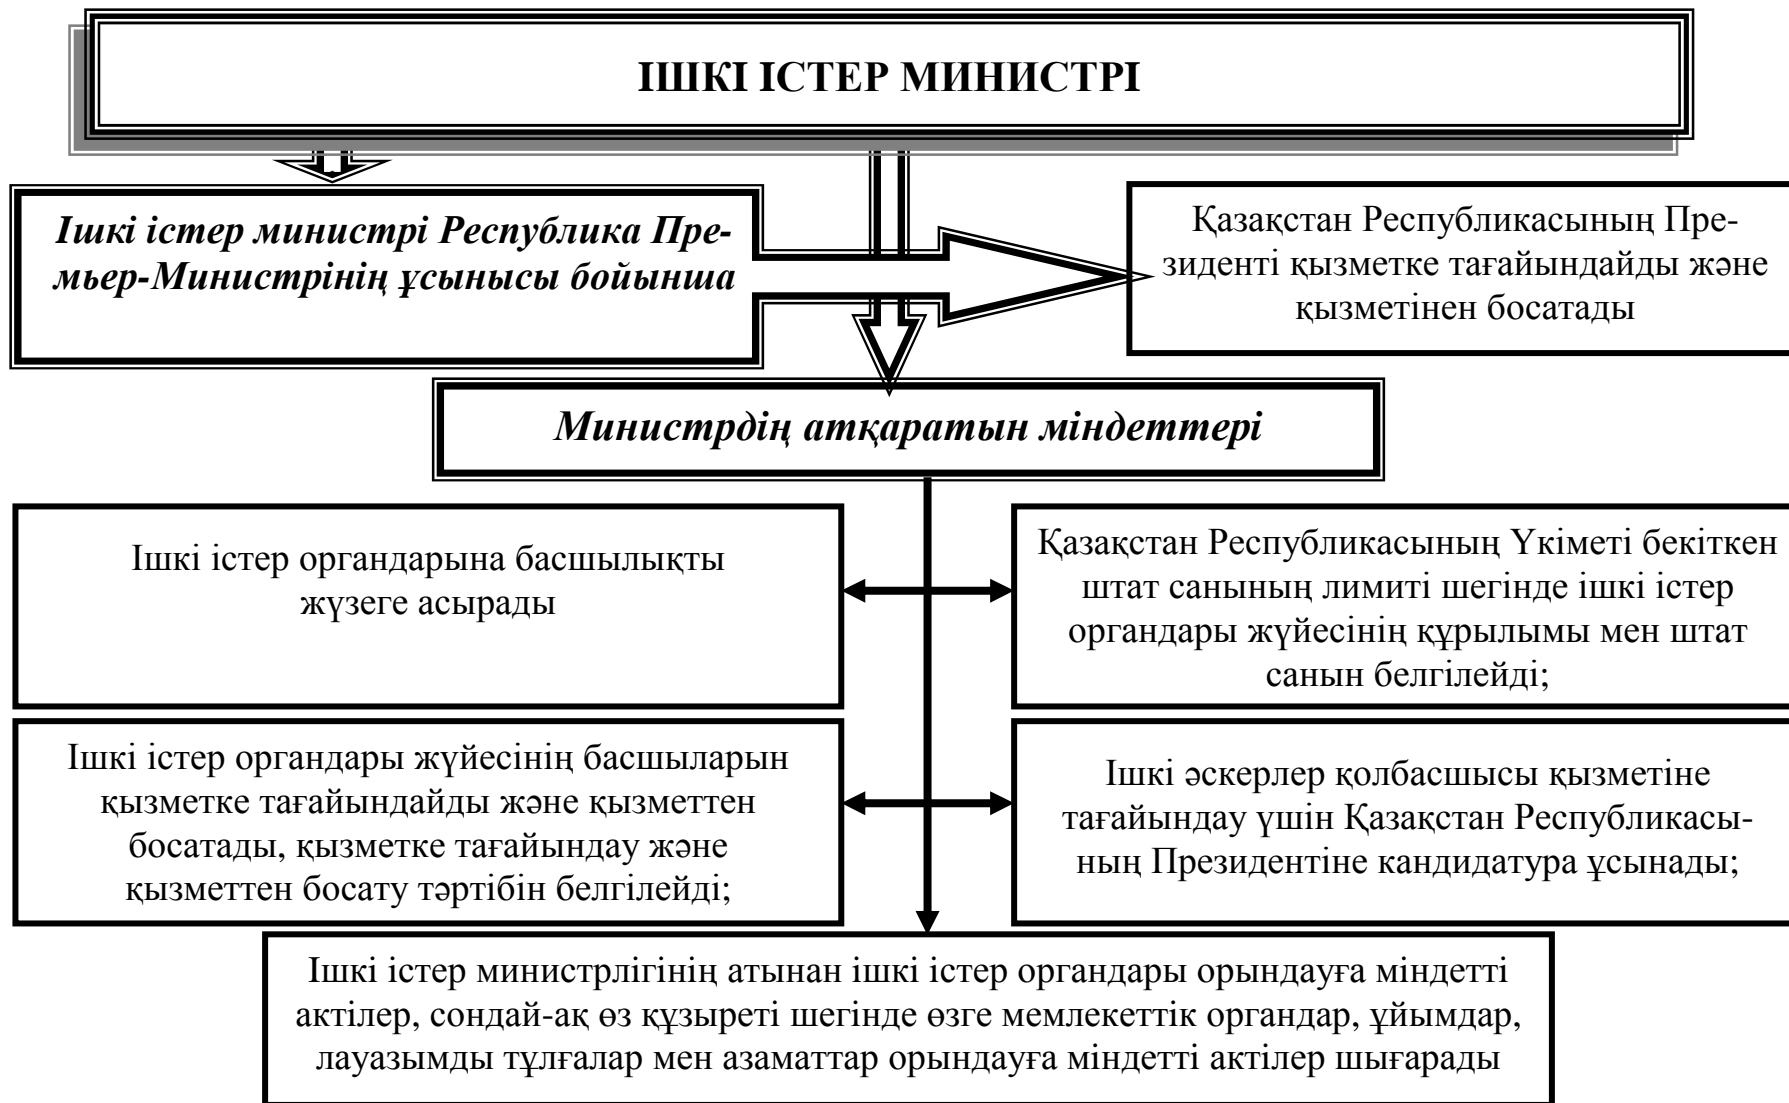 ІШКІ ІСТЕР МИНИСТРІ
Ішкі істер министрі Республика Пре-
мьер-Министрінің ұсынысы бойынша
Қазақстан Республикасының Пре-
зиденті қызметке тағайындайды және
қызметінен босатады
Министрдің атқаратын міндеттері
Ішкі істер органдарына басшылықты
жүзеге асырады
Қазақстан Республикасының Үкіметі бекіткен
штат санының лимиті шегінде ішкі істер
органдары жүйесінің құрылымы мен штат
санын белгілейді;
Ішкі істер органдары жүйесінің басшыларын
қызметке тағайындайды және қызметтен
босатады, қызметке тағайындау және
қызметтен босату тәртібін белгілейді;
Ішкі әскерлер қолбасшысы қызметіне
тағайындау үшін Қазақстан Республикасы-
ның Президентіне кандидатура ұсынады;
Ішкі істер министрлігінің атынан ішкі істер органдары орындауға міндетті
актілер, сондай-ақ өз құзыреті шегінде өзге мемлекеттік органдар, ұйымдар,
лауазымды тұлғалар мен азаматтар орындауға міндетті актілер шығарады